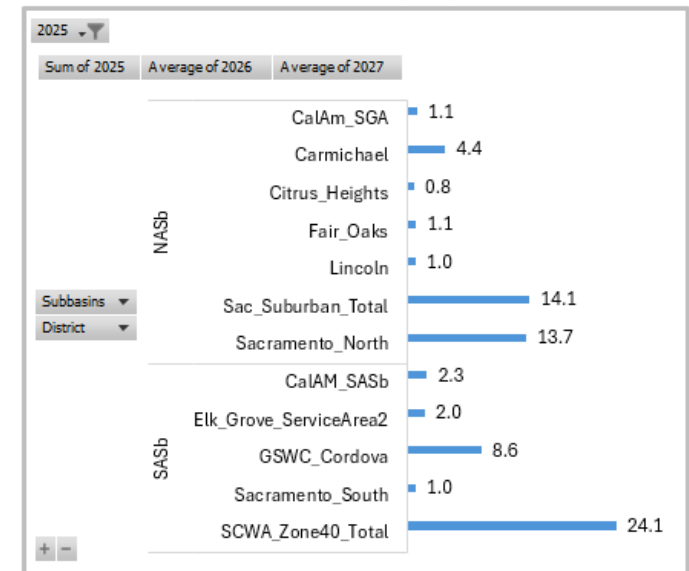 2025
Sum of 2025 Average of 2026 Average of 2027
CalAm_SGA 1.1
Carmichael 4.4
Citrus_Heights 0.8
NASb
Fair_Oaks 1.1
Lincoln 1.0
Subbasins
Sac_Suburban_Total 14.1
District
Sacramento_North 13.7
CalAM_SASb 2.3
Elk_Grove_ServiceArea2 2.0
SASb
GSWC_Cordova 8.6
Sacramento_South 1.0
SCWA_Zone40_Total 24.1
+ −